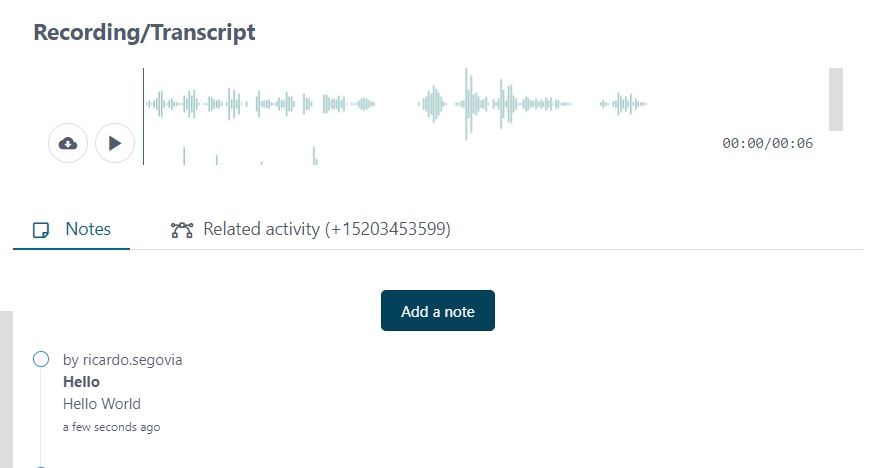 Recording/Transcript
00:00/00:06
Notes
Related activity (+15203453599)
Add a note
by ricardo.segovia
Hello
Hello World
a few seconds ago